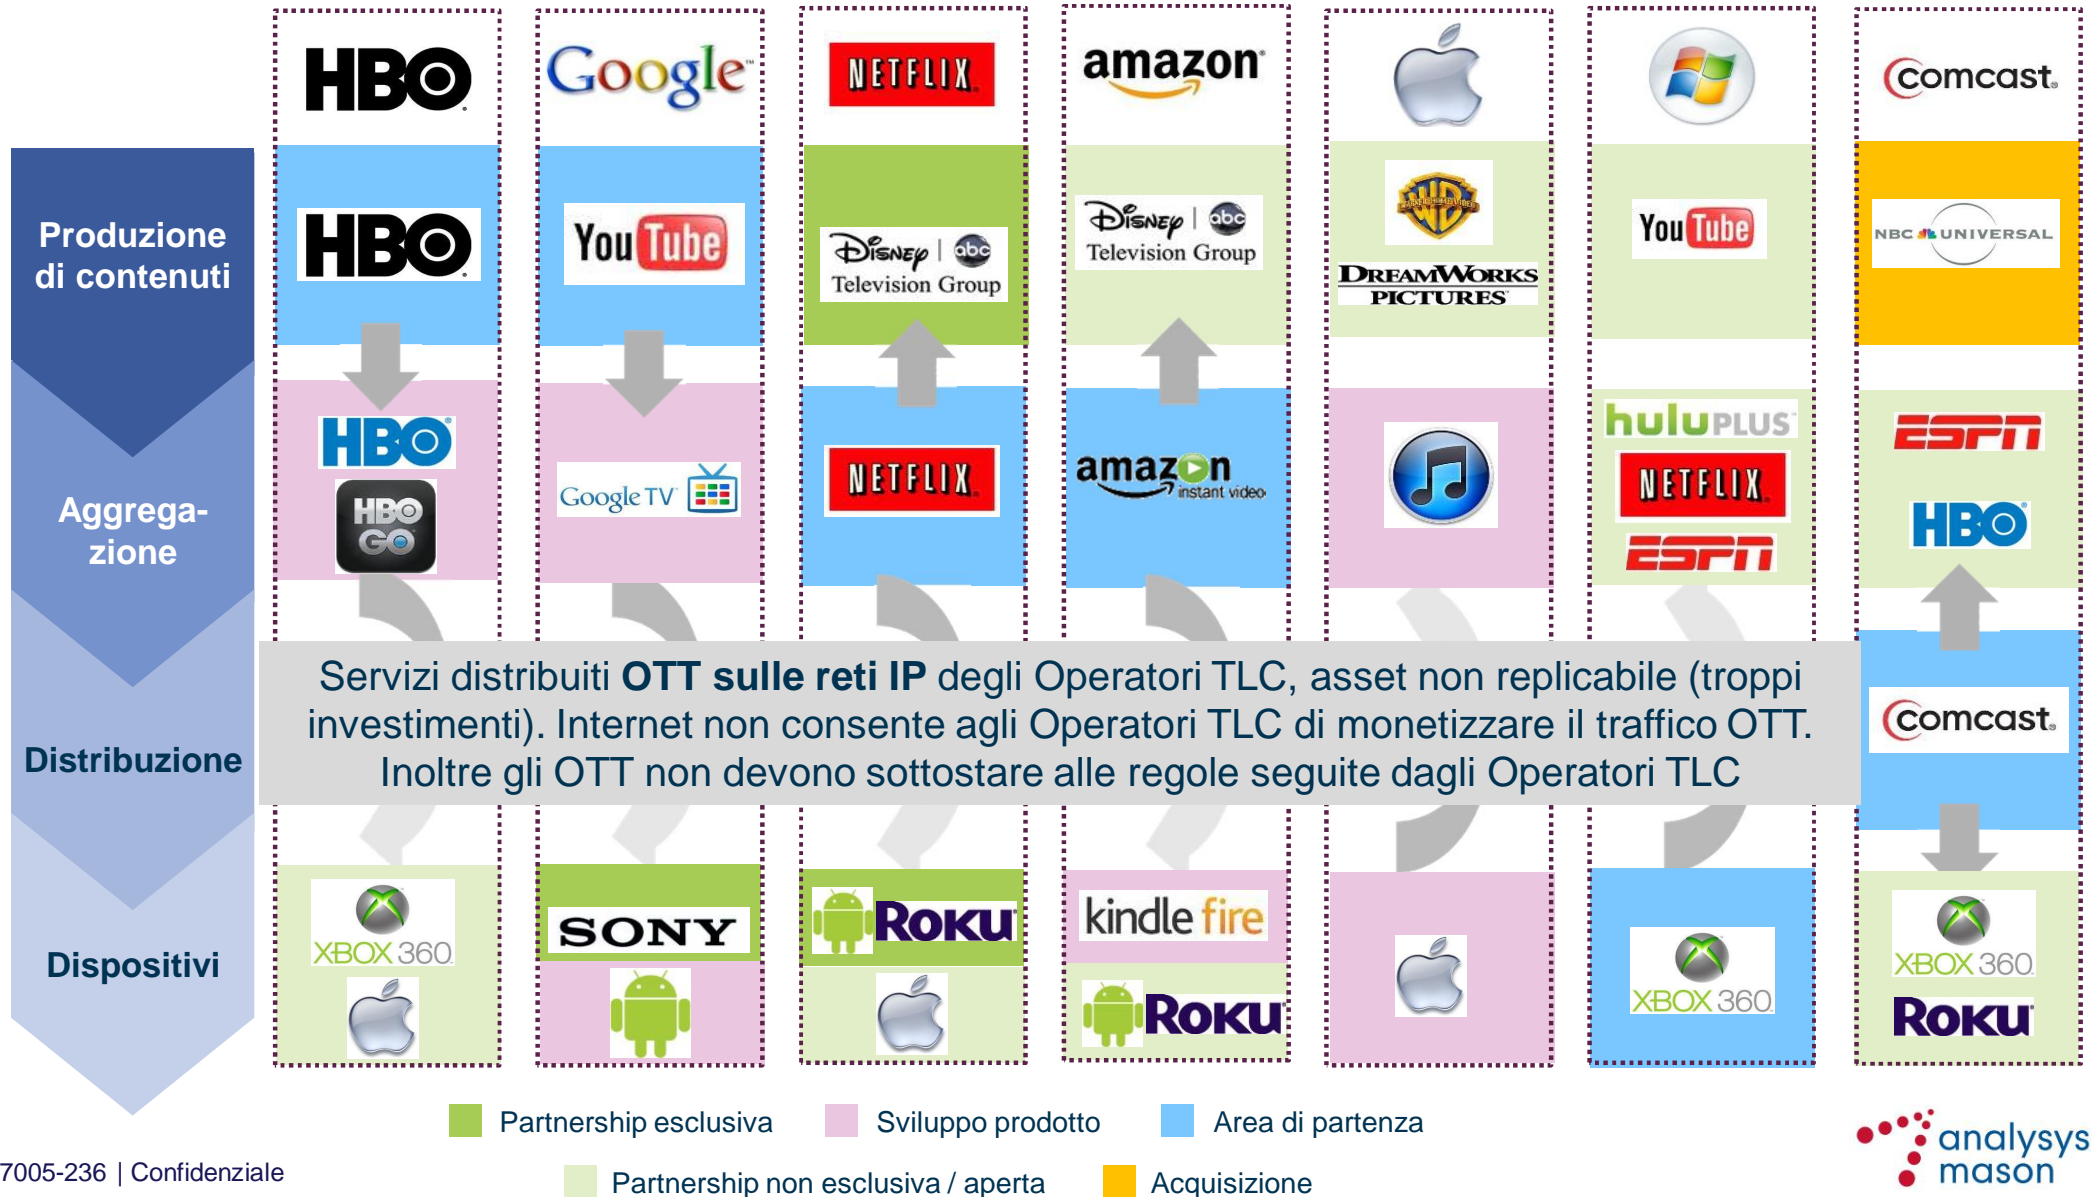 HBO
Google
NETFLIX
amazon
comcast
Produzione
di contenuti
HBO
You Tube
DISNEY | abc
Television Group
DISNEY | abc
Television Group
WB
DREAMWORKS
PICTURES
You Tube
NBC UNIVERSAL
Aggrega-
zione
HBO
HBO
GO
Google TV
NETFLIX
amazon
instant video
huluPLUS
NETFLIX
ESPN
ESPN
HBO
Distribuzione
Servizi distribuiti OTT sulle reti IP degli Operatori TLC, asset non replicabile (troppi
investimenti). Internet non consente agli Operatori TLC di monetizzare il traffico OTT.
Inoltre gli OTT non devono sottostare alle regole seguite dagli Operatori TLC
comcast
Dispositivi
XBOX 360
SONY
ROKU
kindle fire
ROKU
XBOX 360
XBOX 360
ROKU
Partnership esclusiva
Sviluppo prodotto
Area di partenza
Partnership non esclusiva / aperta
Acquisizione
7005-236 | Confidenziale
analysys
mason